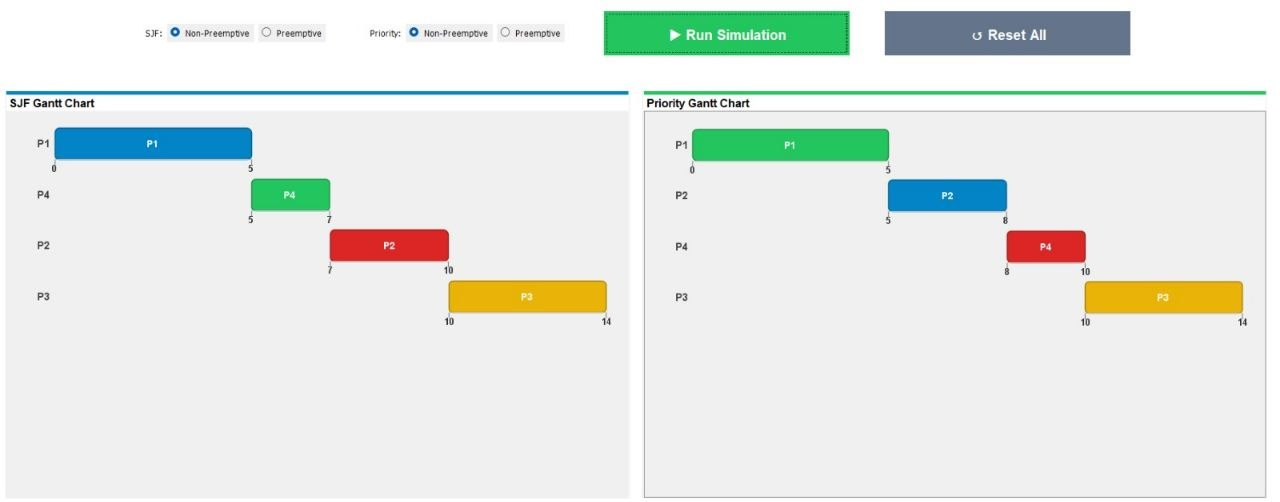 SJF: Non-Preemptive Preemptive Priority: Non-Preemptive Preemptive ▶ Run Simulation ↺ Reset All
SJF Gantt Chart
P1 P1
0 5
P4 P4
5 7
P2 P2
7 10
P3 P3
10 14
Priority Gantt Chart
P1 P1
0 5
P2 P2
5 8
P4 P4
8 10
P3 P3
10 14